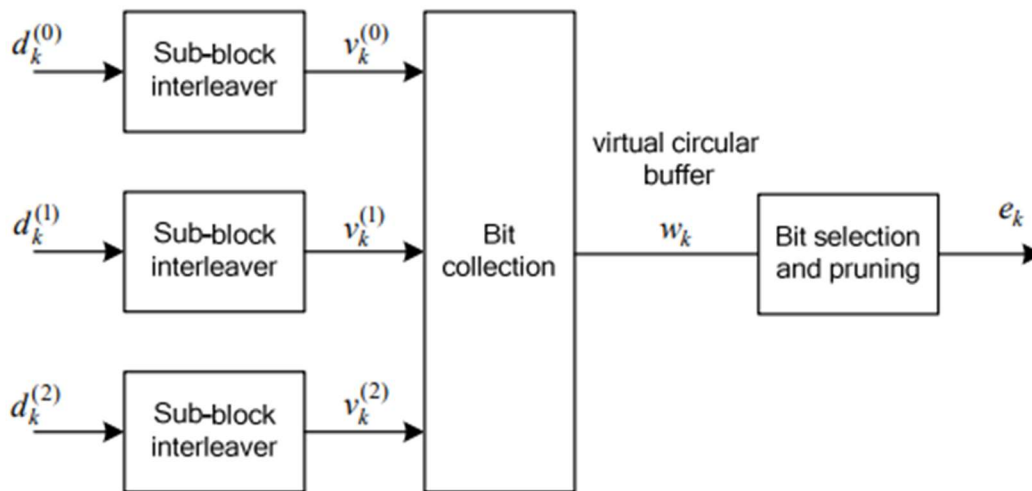 d_k^{(0)}
Sub-block
interleaver
v_k^{(0)}
d_k^{(1)}
Sub-block
interleaver
v_k^{(1)}
d_k^{(2)}
Sub-block
interleaver
v_k^{(2)}
Bit
collection
virtual circular
buffer
w_k
Bit selection
and pruning
e_k